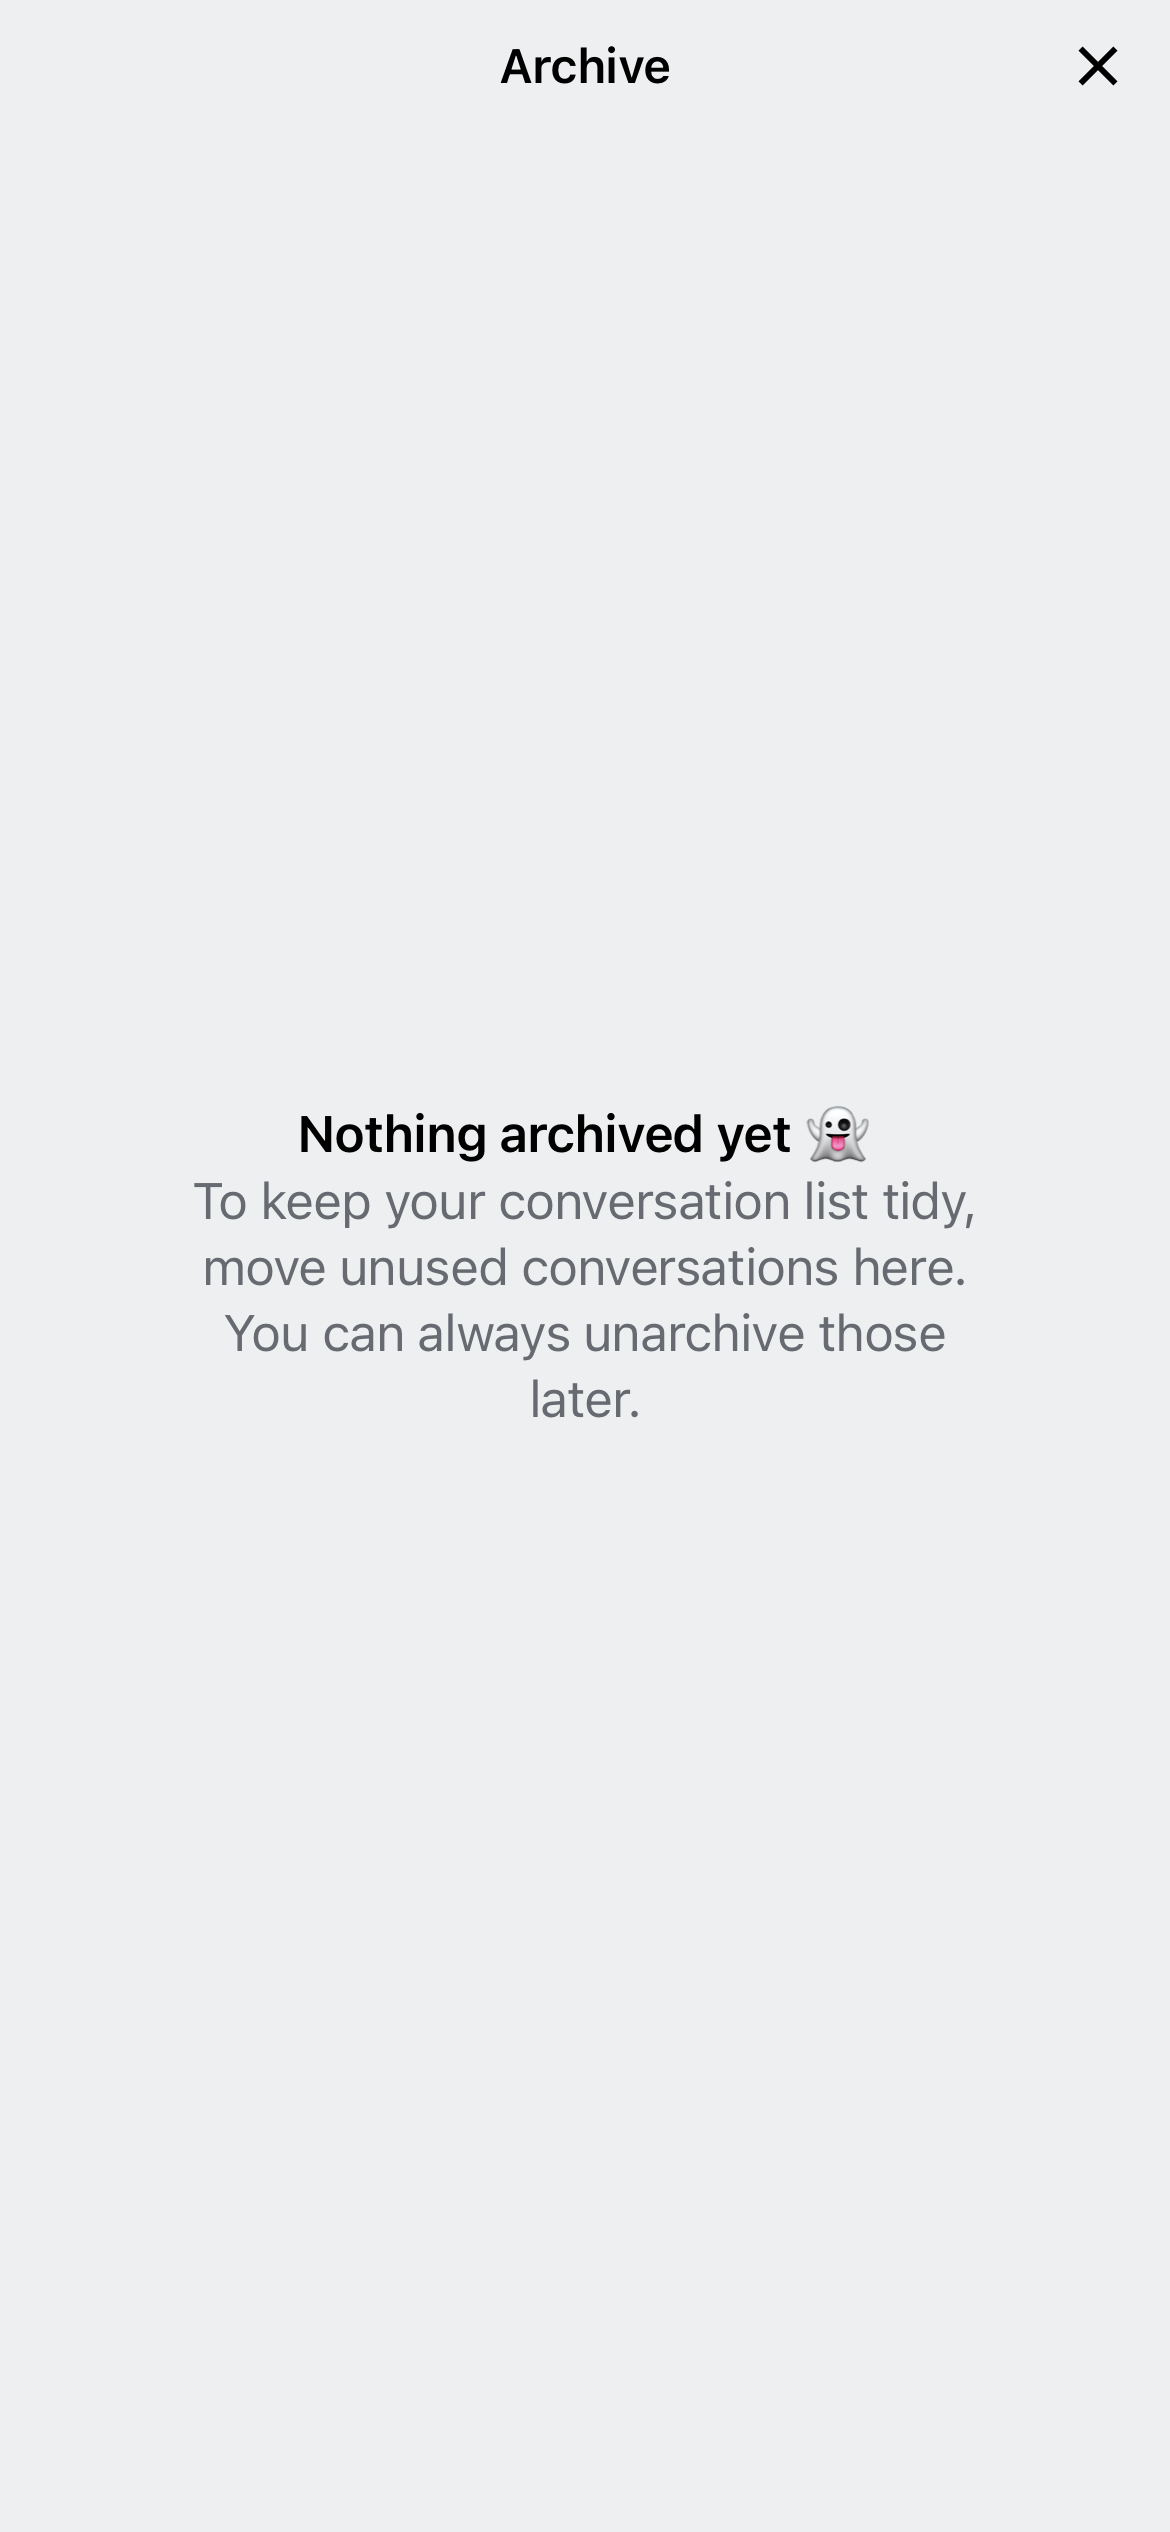 Archive
Nothing archived yet 👻
To keep your conversation list tidy,
move unused conversations here.
You can always unarchive those
later.